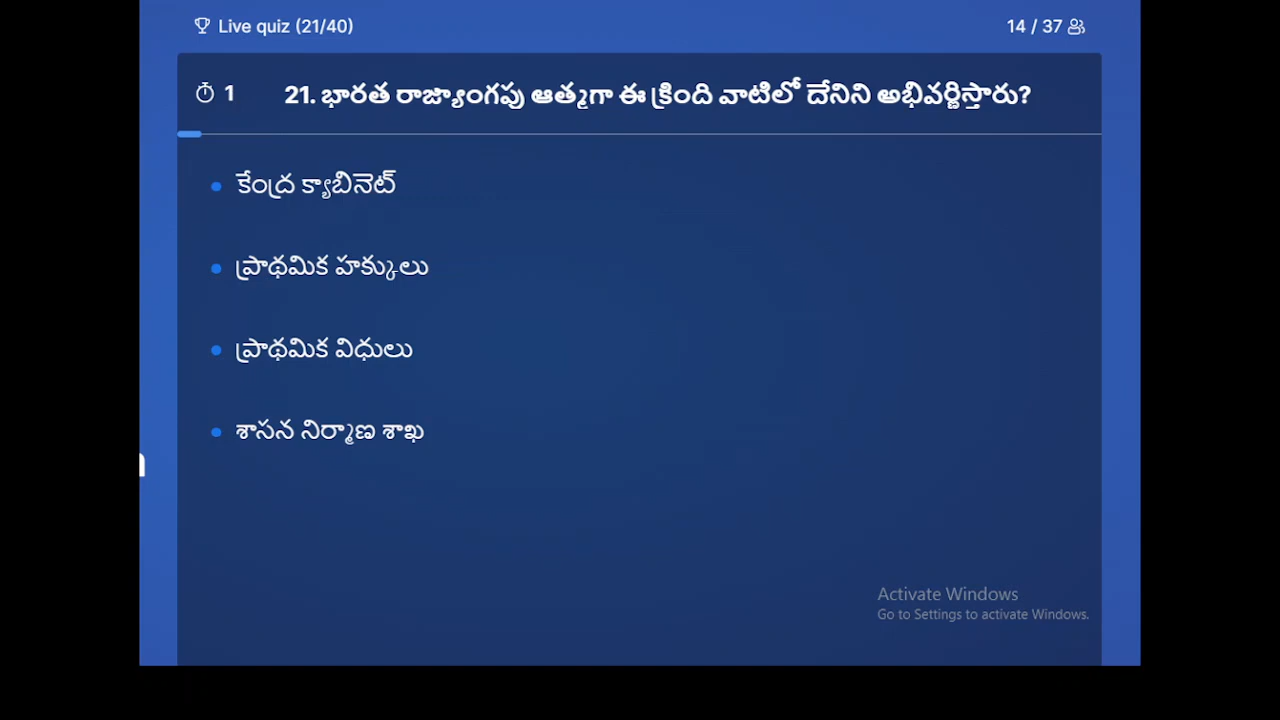 Live quiz (21/40)
14 / 37
1
21. భారత రాజ్యాంగపు ఆత్మగా ఈ క్రింది వాటిలో దేనిని అభివర్ణిస్తారు?
కేంద్ర క్యాబినెట్
ప్రాథమిక హక్కులు
ప్రాథమిక విధులు
శాసన నిర్మాణ శాఖ
Activate Windows
Go to Settings to activate Windows.